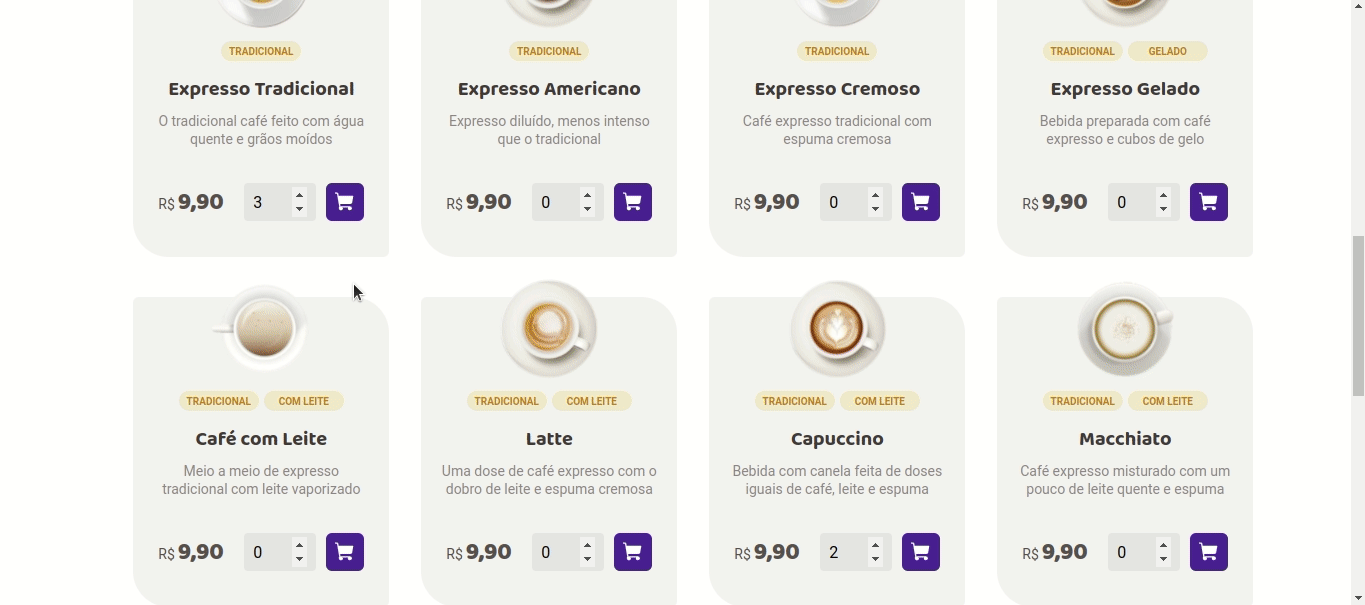 TRADICIONAL
Expresso Tradicional
O tradicional café feito com água
quente e grãos moídos
R$ 9,90 3
TRADICIONAL
Expresso Americano
Expresso diluído, menos intenso
que o tradicional
R$ 9,90 0
TRADICIONAL
Expresso Cremoso
Café expresso tradicional com
espuma cremosa
R$ 9,90 0
TRADICIONAL GELADO
Expresso Gelado
Bebida preparada com café
expresso e cubos de gelo
R$ 9,90 0
TRADICIONAL COM LEITE
Café com Leite
Meio a meio de expresso
tradicional com leite vaporizado
R$ 9,90 0
TRADICIONAL COM LEITE
Latte
Uma dose de café expresso com o
dobro de leite e espuma cremosa
R$ 9,90 0
TRADICIONAL COM LEITE
Capuccino
Bebida com canela feita de doses
iguais de café, leite e espuma
R$ 9,90 2
TRADICIONAL COM LEITE
Macchiato
Café expresso misturado com um
pouco de leite quente e espuma
R$ 9,90 0